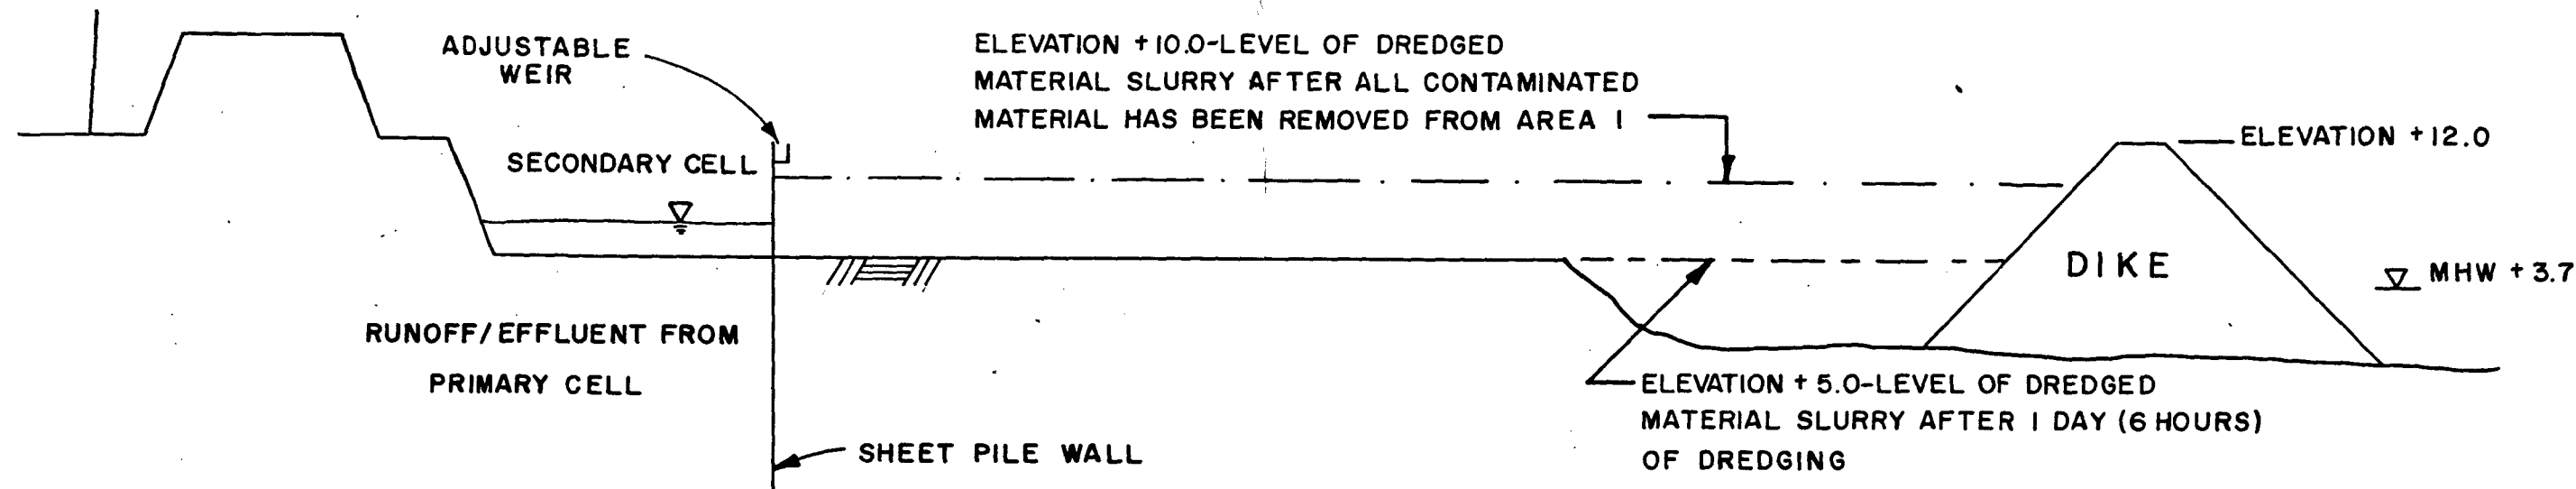 ADJUSTABLE
WEIR
ELEVATION +10.0-LEVEL OF DREDGED
MATERIAL SLURRY AFTER ALL CONTAMINATED
MATERIAL HAS BEEN REMOVED FROM AREA 1
ELEVATION +12.0
SECONDARY CELL
DIKE
MHW +3.7
RUNOFF/EFFLUENT FROM
PRIMARY CELL
ELEVATION +5.0-LEVEL OF DREDGED
MATERIAL SLURRY AFTER 1 DAY (6 HOURS)
OF DREDGING
SHEET PILE WALL